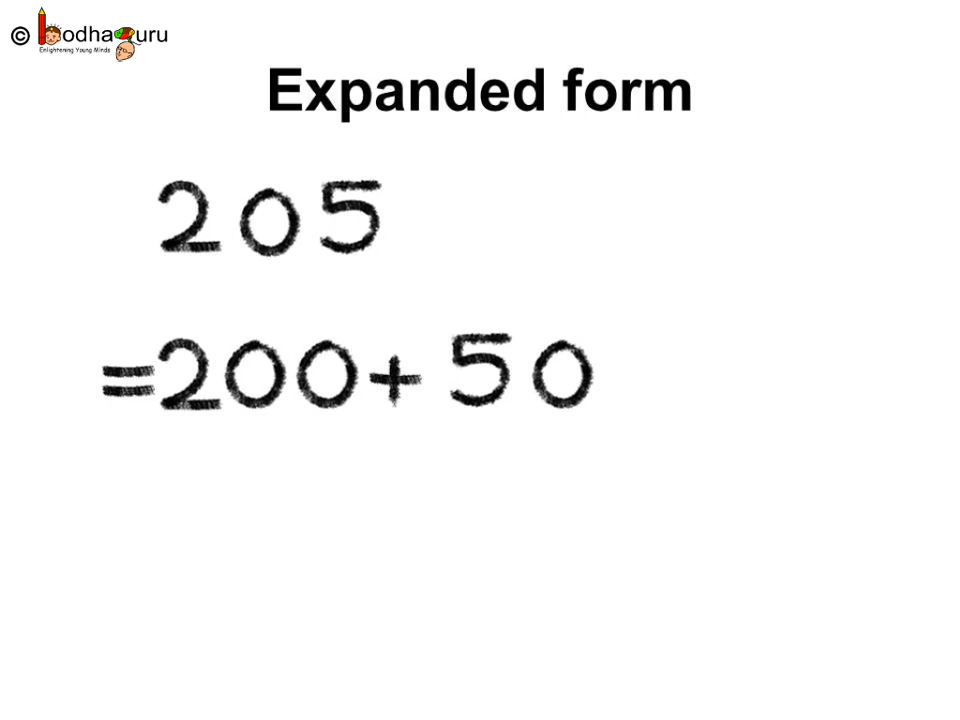 © BodhaGuru
Enlightening Young Minds
Expanded form
205
=200+ 50